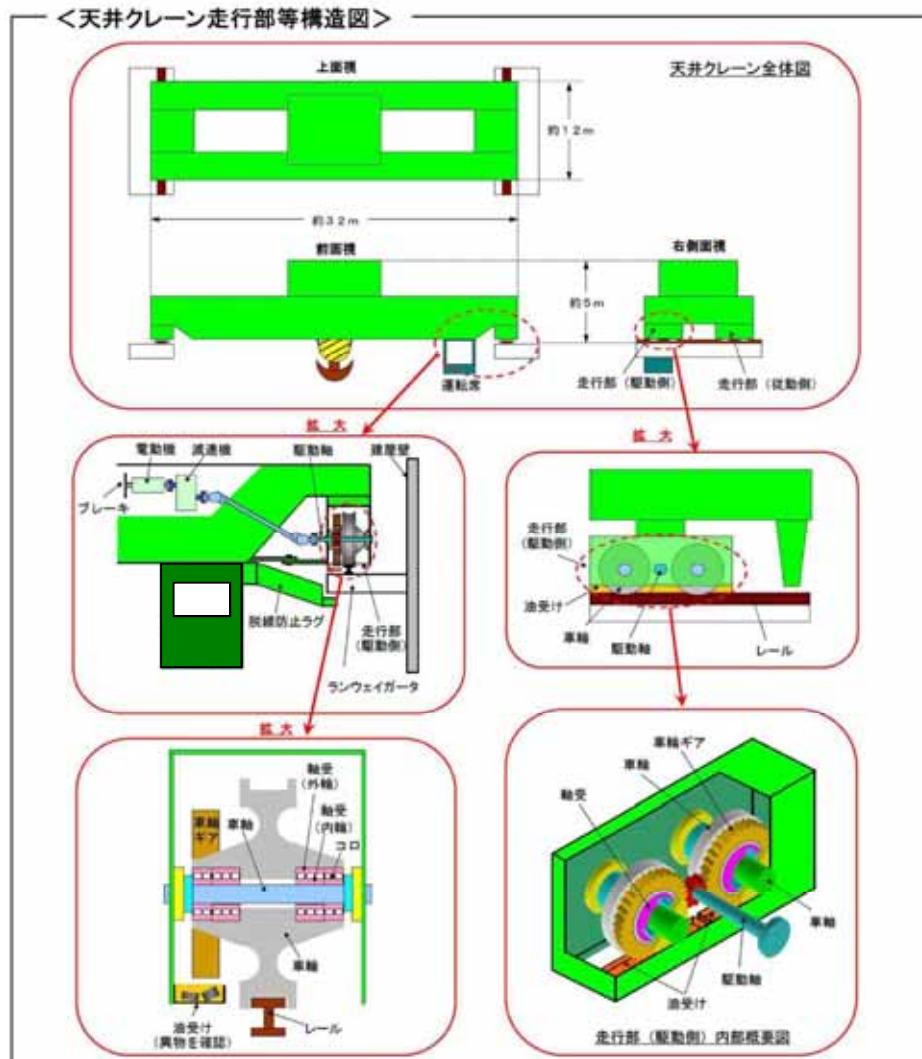 ＜天井クレーン走行部等構造図＞
上面視
天井クレーン全体図
約12m
約32m
前面視
右側面視
約5m
運転席
走行部（駆動側）
走行部（従動側）
拡大
拡大
電動機
減速機
駆動軸
建屋壁
ブレーキ
脱線防止ラグ
走行部
（駆動側）
ランウェイガータ
走行部
（駆動側）
油受け
車輪
駆動軸
レール
拡大
軸受
（外輪）
軸受
（内輪）
コロ
車輪
ギア
車軸
車輪
油受け
（異物を確認）
レール
車輪ギア
車輪
軸受
車軸
駆動軸
油受け
走行部（駆動側）内部概要図